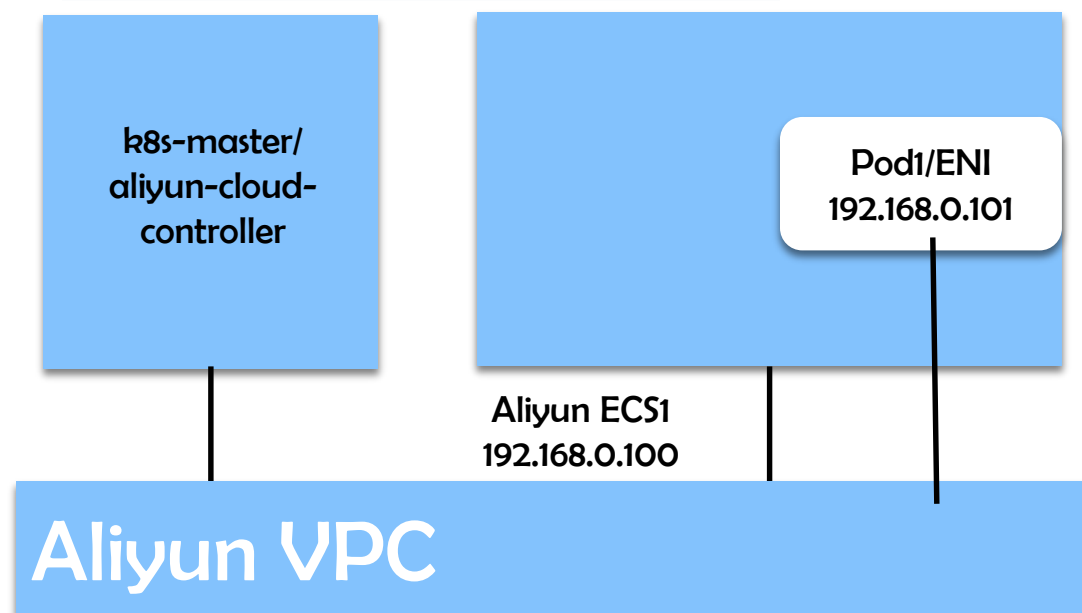 k8s-master/
aliyun-cloud-
controller
Pod1/ENI
192.168.0.101
Aliyun ECS1
192.168.0.100
Aliyun VPC